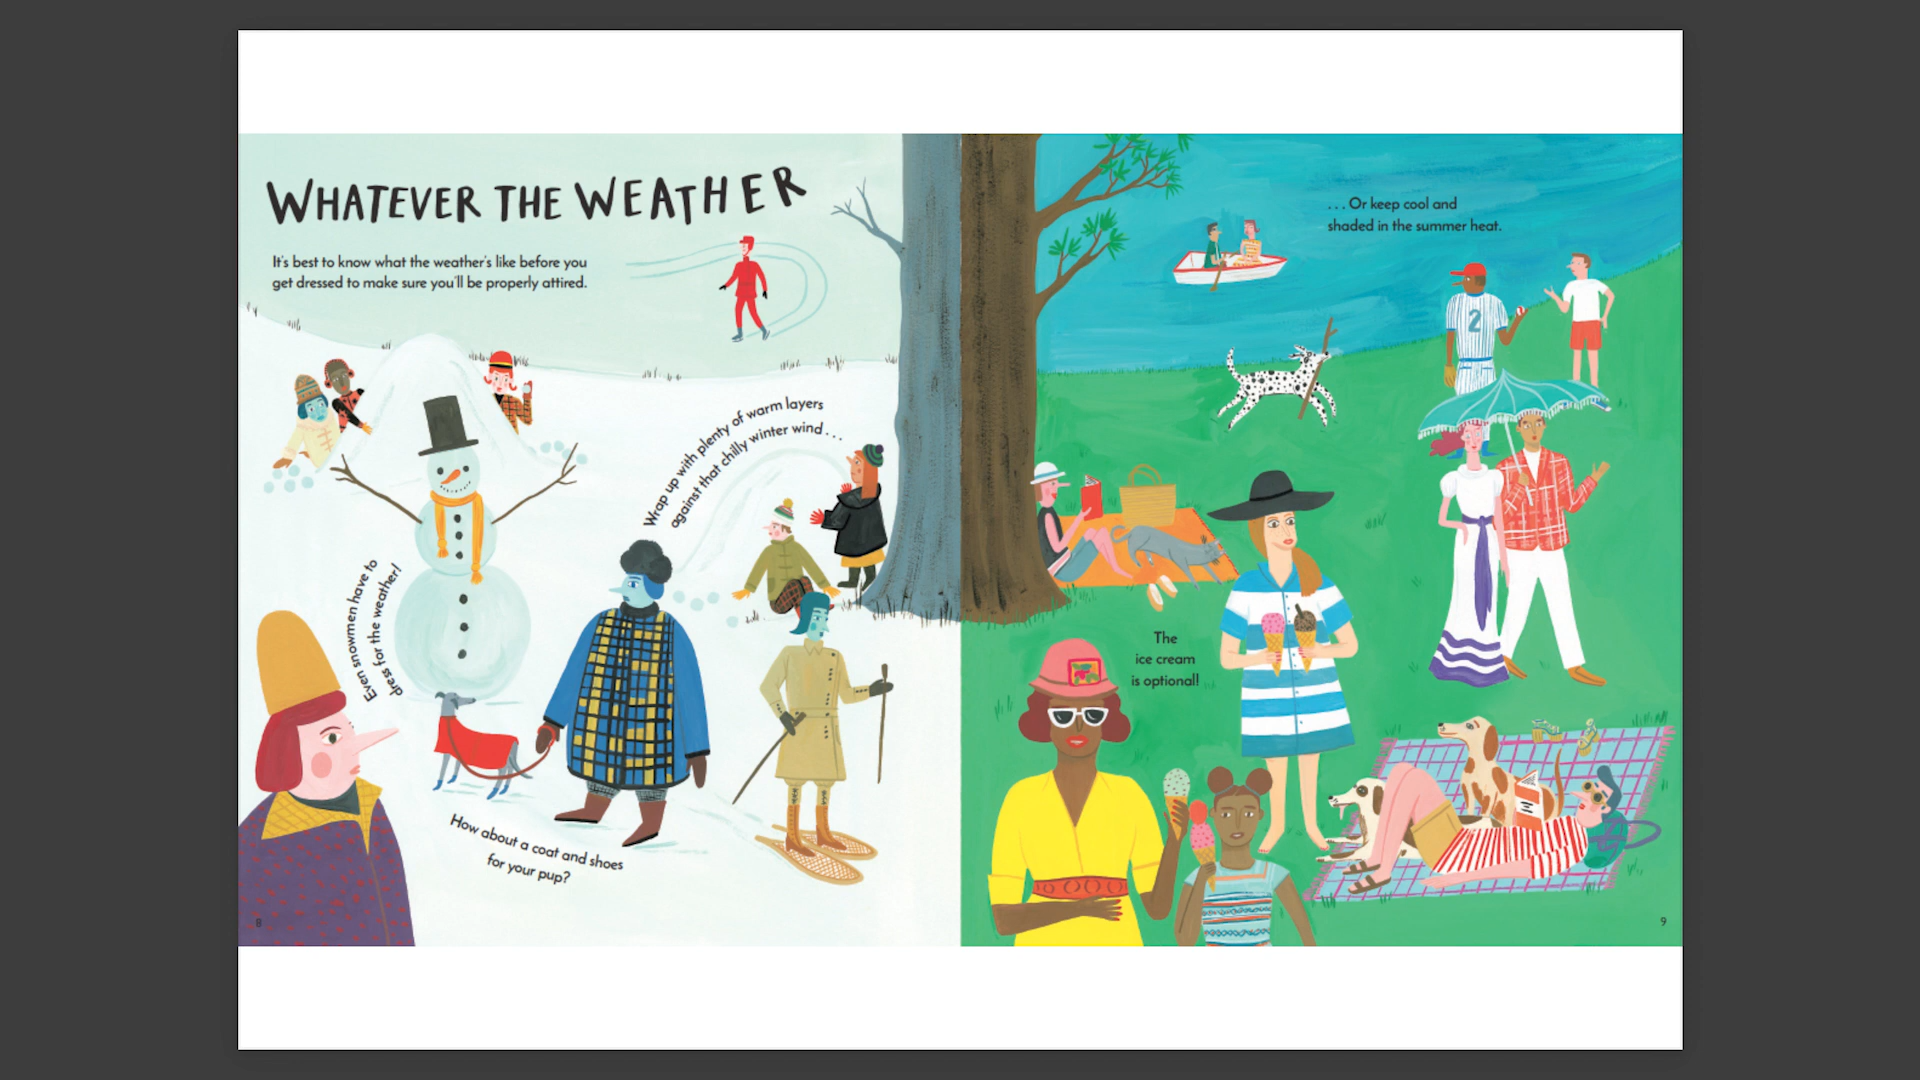 WHATEVER THE WEATHER
It's best to know what the weather's like before you
get dressed to make sure you'll be properly attired.
Wrap up with plenty of warm layers
against that chilly winter wind . . .
Even snowmen have to
dress for the weather!
How about a coat and shoes
for your pup?
8
. . . Or keep cool and
shaded in the summer heat.
2
The
ice cream
is optional!
9